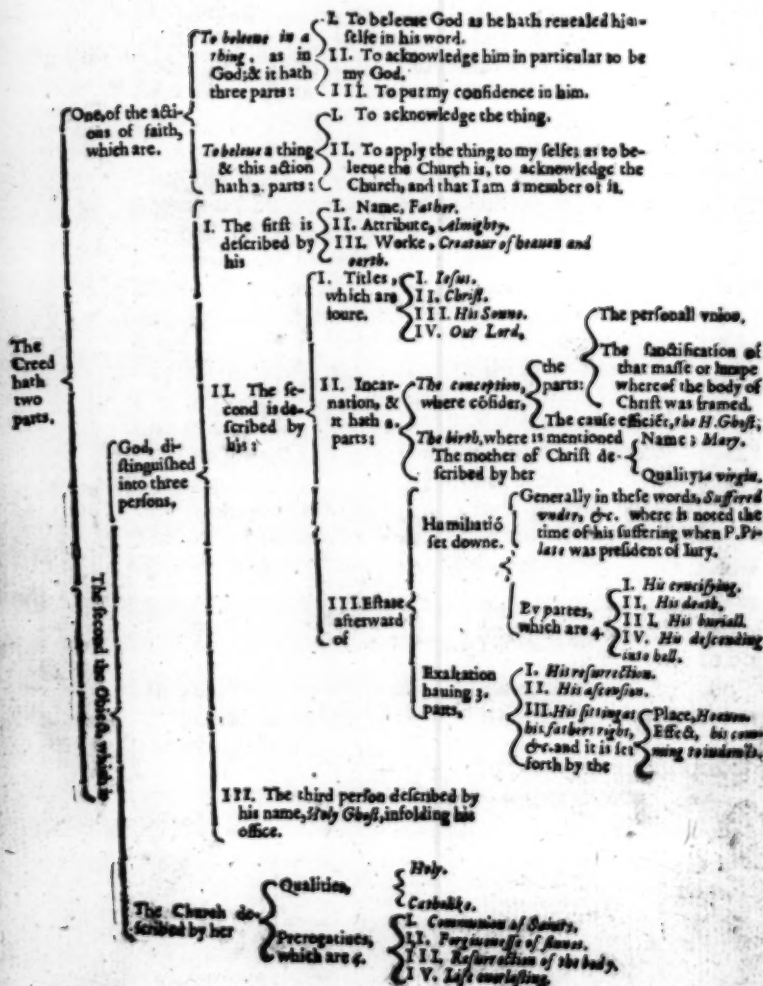 The
Creed
hath
two
parts.
One, of the acti-
ons of faith,
which are.
To beleeue in a
thing, as in
God; & it hath
three parts:
I. To beleeue God as he hath reuealed him-
selfe in his word.
II. To acknowledge him in particular to be
my God.
III. To put my confidence in him.
To beleeue a thing
& this action
hath 2. parts:
I. To acknowledge the thing.
II. To apply the thing to my selfe; as to be-
leeue the Church is, to acknowledge the
Church, and that I am a member of it.
The second the Obiect, which is
God, di-
stinguished
into three
persons,
I. The first is
described by
his
I. Name, Father.
II. Attribute, Almighty.
III. Worke, Creatour of heauen and
earth.
II. The se-
cond is de-
scribed by
his:
I. Titles,
which are
foure.
I. Iesus.
II. Christ.
III. His Sonne.
IV. Our Lord.
II. Incar-
nation, &
it hath 2.
parts:
The conception,
where cõsider,
the
parts:
The personall vnion.
The sanctification of
that masse or lumpe
whereof the body of
Christ was framed.
The cause efficiẽt, the H. Ghost;
The birth, where is mentioned
The mother of Christ de-
scribed by her
Name; Mary.
Quality; a virgin.
III. Estate
afterward
of
Humiliatiõ
set downe.
Generally in these words, Suffered
vnder, &c. where is noted the
time of his suffering when P. Pi-
late was president of Iury.
By partes,
which are 4.
I. His crucifying.
II. His death.
III. His buriall.
IV. His descending
into hell.
Exaltation
hauing 3.
parts,
I. His resurrection.
II. His ascension.
III. His sitting at
his fathers right,
&c. and it is set
forth by the
Place, Heauen.
Effect, his com-
ming to iudemẽt.
III. The third person described by
his name, Holy Ghost, infolding his
office.
The Church de-
scribed by her
Qualities,
Holy.
Catholike.
Prerogatiues,
which are 4.
I. Communion of Saints.
II. Forgiuenesse of sinnes.
III. Resurrection of the body.
IV. Life euerlasting.